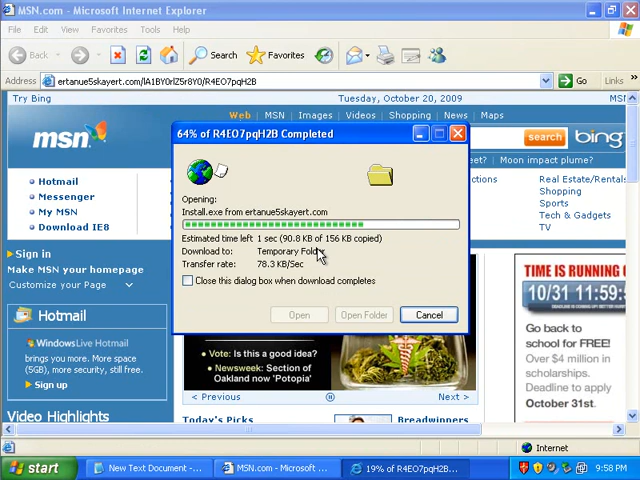 MSN.com - Microsoft Internet Explorer
File Edit View Favorites Tools Help
Back Search Favorites
Address ertanue5skayert.com/lA1BY0rlZ5r8Y0/R4EO7pqH2B Go Links »
Try Bing Tuesday, October 20, 2009 MSN
Web MSN Images Videos Shopping News Maps
msn search bing
64% of R4EO7pqH2B Completed
et? Moon impact plume?
Hotmail
Messenger
My MSN
Download IE8
Real Estate/Rentals
Shopping
Sports
Tech & Gadgets
TV
Opening:
Install.exe from ertanue5skayert.com
Estimated time left 1 sec (90.8 KB of 156 KB copied)
Download to: Temporary Folder
Transfer rate: 78.3 KB/Sec
Close this dialog box when download completes
Open Open Folder Cancel
Sign in
Make MSN your homepage
Customize your Page
Hotmail
Windows Live Hotmail
brings you more. More space
(5GB), more security, still free.
Sign up
Video Highlights
Vote: Is this a good idea?
Newsweek: Section of
Oakland now 'Potopia'
< Previous Next >
Today's Picks Breadwinners
TIME IS RUNNING
10/31 11:59:5
Go back to
school for FREE!
Over $4 million in
scholarships.
Deadline to apply
October 31st.
Internet
start New Text Document -... MSN.com - Microsoft ... 19% of R4EO7pqH2B... 9:58 PM